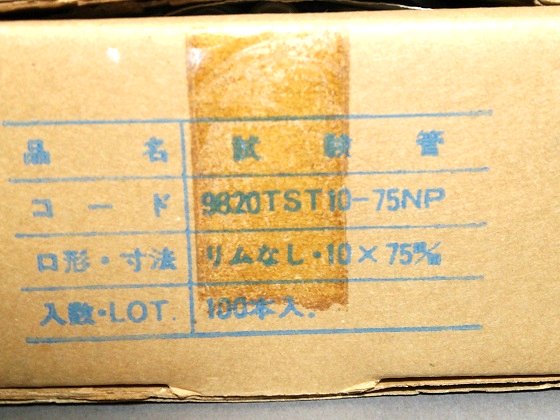 品名 試験管
コード 9820TST10-75NP
口形・寸法 リムなし・10×75㎜
入数・LOT. 100本入.